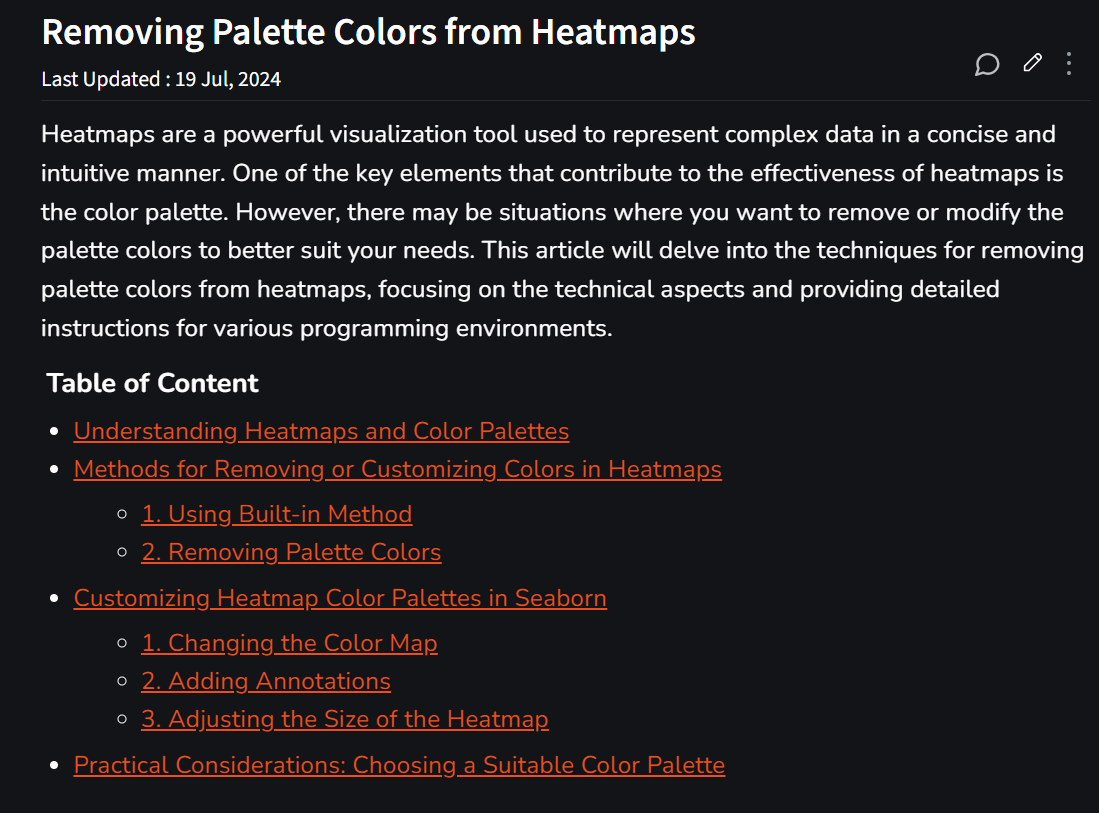 Removing Palette Colors from Heatmaps
Last Updated : 19 Jul, 2024
Heatmaps are a powerful visualization tool used to represent complex data in a concise and
intuitive manner. One of the key elements that contribute to the effectiveness of heatmaps is
the color palette. However, there may be situations where you want to remove or modify the
palette colors to better suit your needs. This article will delve into the techniques for removing
palette colors from heatmaps, focusing on the technical aspects and providing detailed
instructions for various programming environments.
Table of Content
Understanding Heatmaps and Color Palettes
Methods for Removing or Customizing Colors in Heatmaps
1. Using Built-in Method
2. Removing Palette Colors
Customizing Heatmap Color Palettes in Seaborn
1. Changing the Color Map
2. Adding Annotations
3. Adjusting the Size of the Heatmap
Practical Considerations: Choosing a Suitable Color Palette